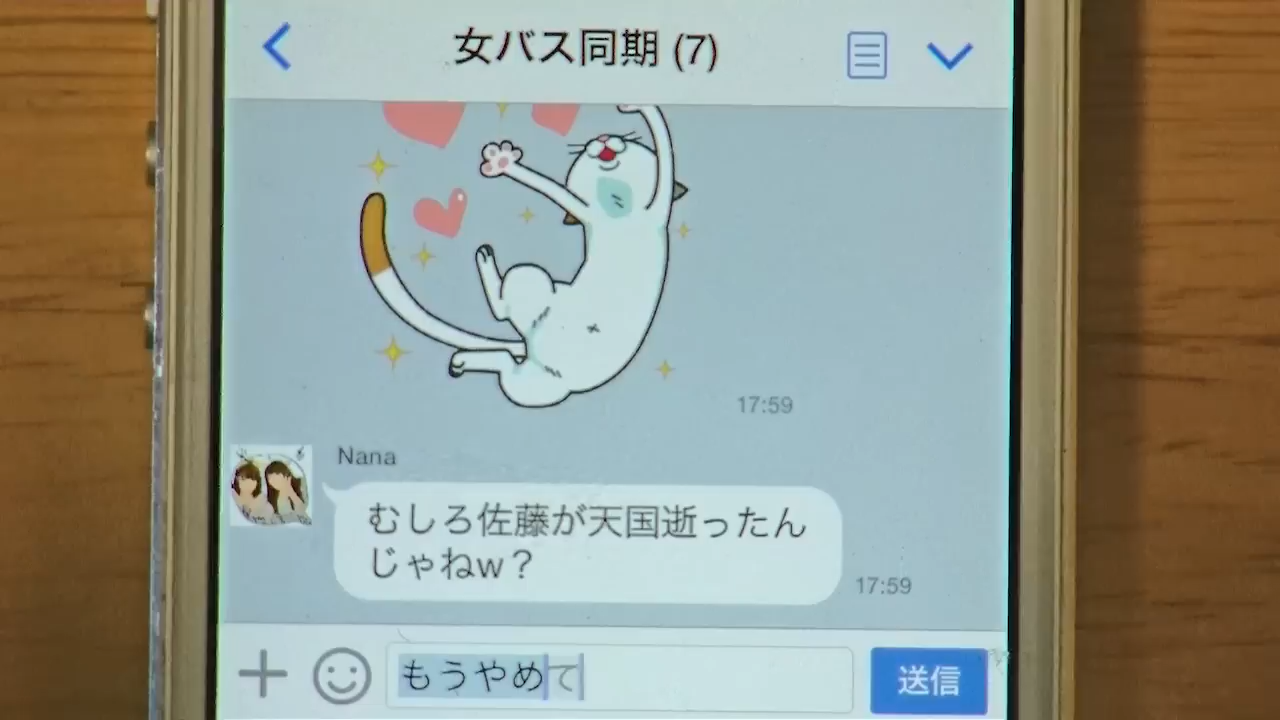 女バス同期 (7)
17:59
Nana
むしろ佐藤が天国逝ったん
じゃねw？
17:59
もうやめて
送信